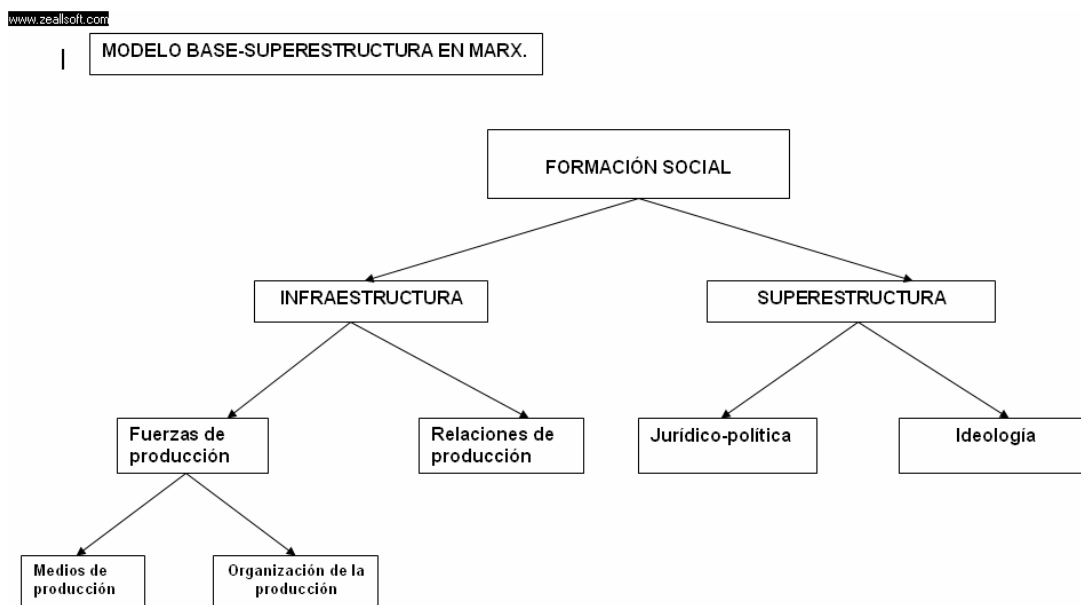 www.zeallsoft.com
MODELO BASE-SUPERESTRUCTURA EN MARX.
FORMACIÓN SOCIAL
INFRAESTRUCTURA
SUPERESTRUCTURA
Fuerzas de
producción
Relaciones de
producción
Jurídico-política
Ideología
Medios de
producción
Organización de la
producción